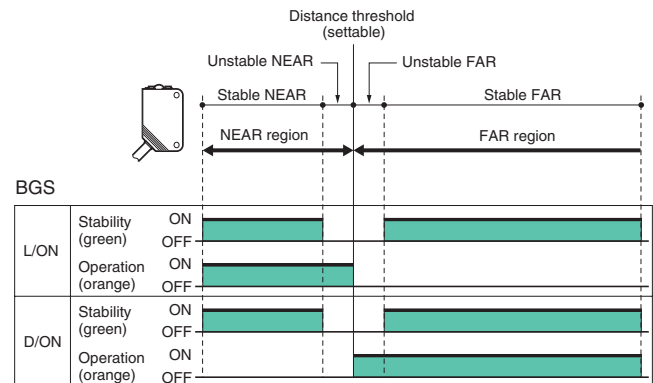 Distance threshold
(settable)
Unstable NEAR
Unstable FAR
Stable NEAR
Stable FAR
NEAR region
FAR region
BGS
L/ON
Stability
(green)
ON
OFF
Operation
(orange)
ON
OFF
D/ON
Stability
(green)
ON
OFF
Operation
(orange)
ON
OFF